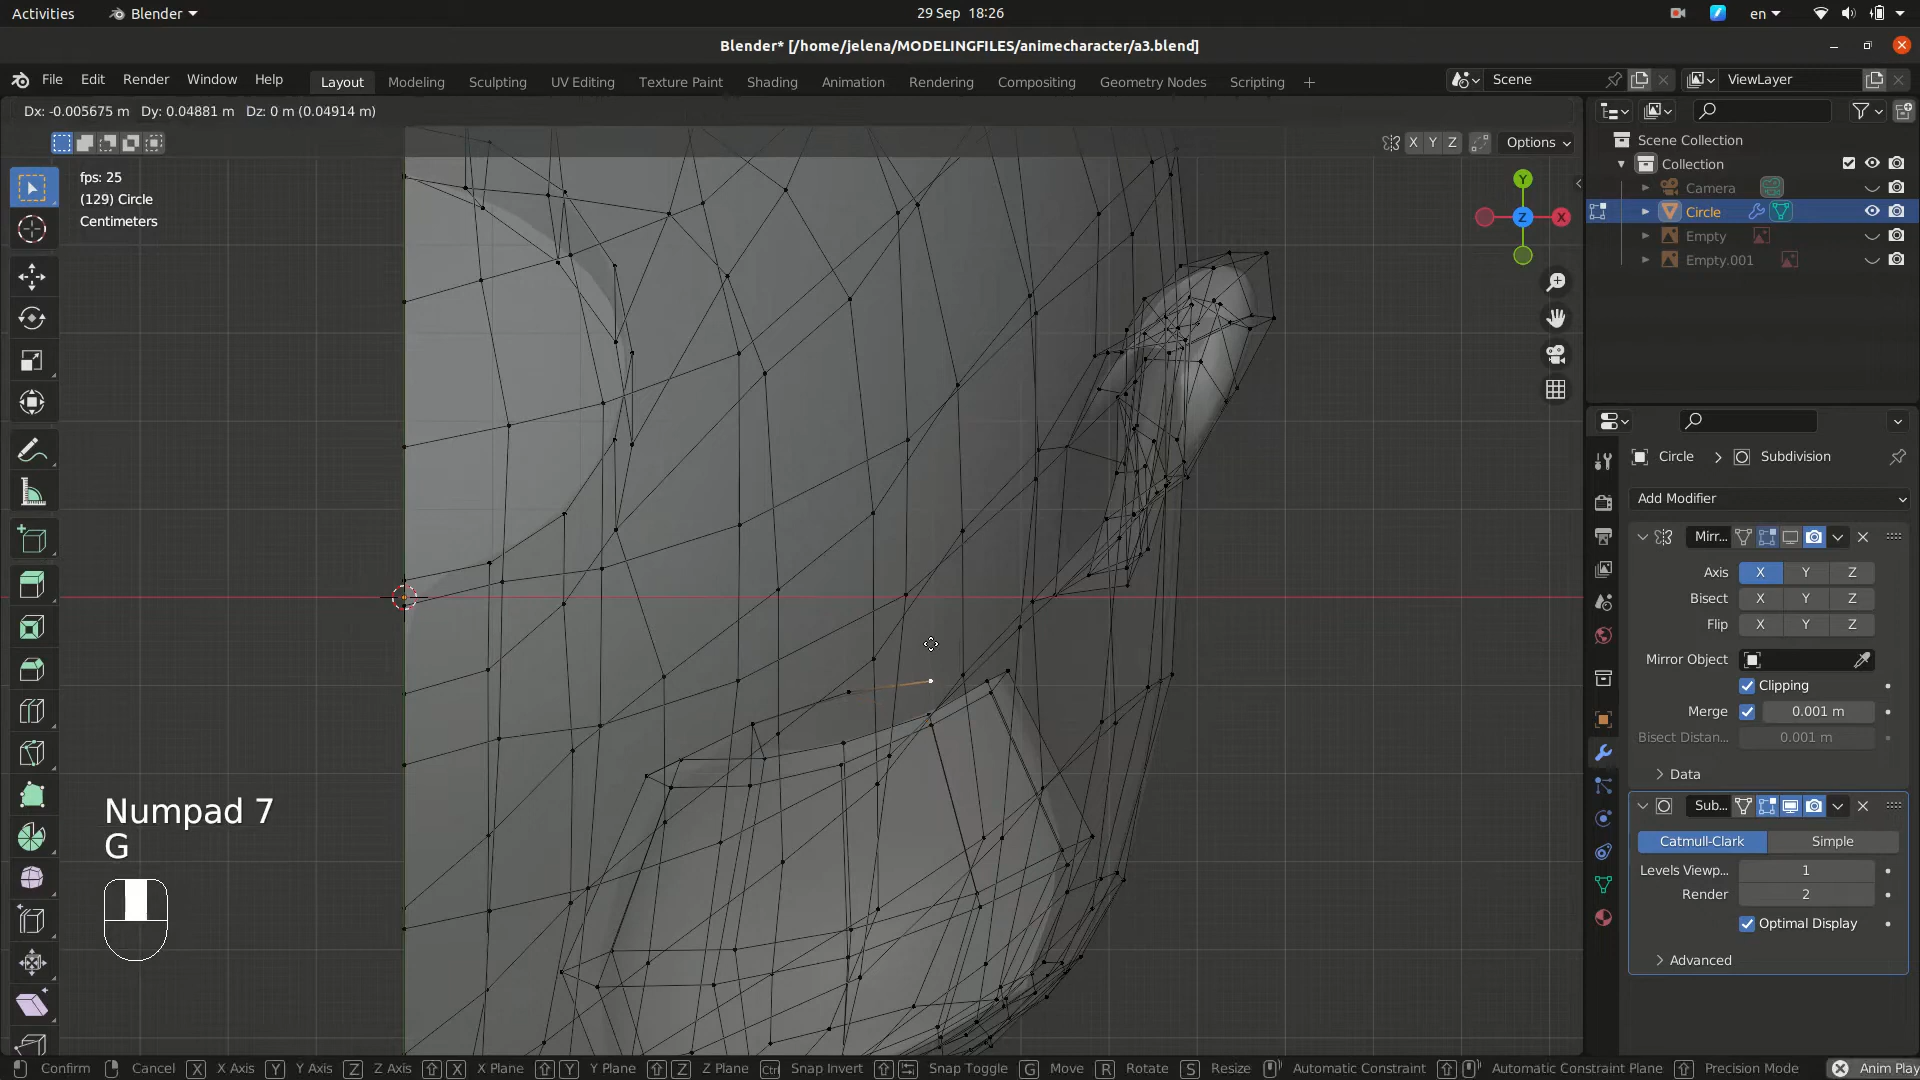 Activities Blender 29 Sep 18:26 en
Blender* [/home/jelena/MODELINGFILES/animecharacter/a3.blend]
File Edit Render Window Help Layout Modeling Sculpting UV Editing Texture Paint Shading Animation Rendering Compositing Geometry Nodes Scripting + Scene ViewLayer
Dx: -0.005675 m Dy: 0.04881 m Dz: 0 m (0.04914 m)
X Y Z Options
fps: 25
(129) Circle
Centimeters
Y
Z X
Scene Collection
Collection
Camera
Circle
Empty
Empty.001
Circle > Subdivision
Add Modifier
Mirr...
Axis X Y Z
Bisect X Y Z
Flip X Y Z
Mirror Object
Clipping
Merge 0.001 m
Bisect Distan... 0.001 m
Data
Sub...
Catmull-Clark Simple
Levels Viewp... 1
Render 2
Optimal Display
Advanced
Numpad 7
G
Confirm Cancel X X Axis Y Y Axis Z Z Axis X X Plane Y Y Plane Z Z Plane Ctrl Snap Invert Snap Toggle G Move R Rotate S Resize Automatic Constraint Automatic Constraint Plane Precision Mode Anim Play